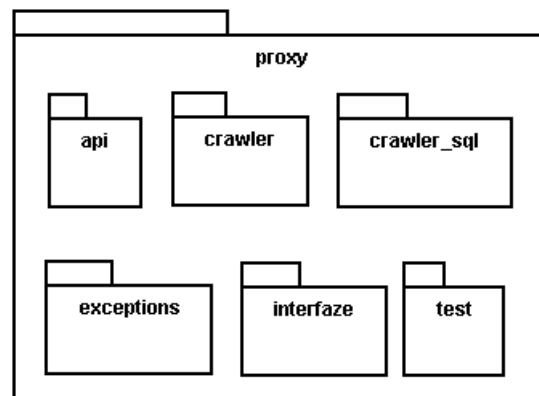 proxy
api
crawler
crawler_sql
exceptions
interfaze
test